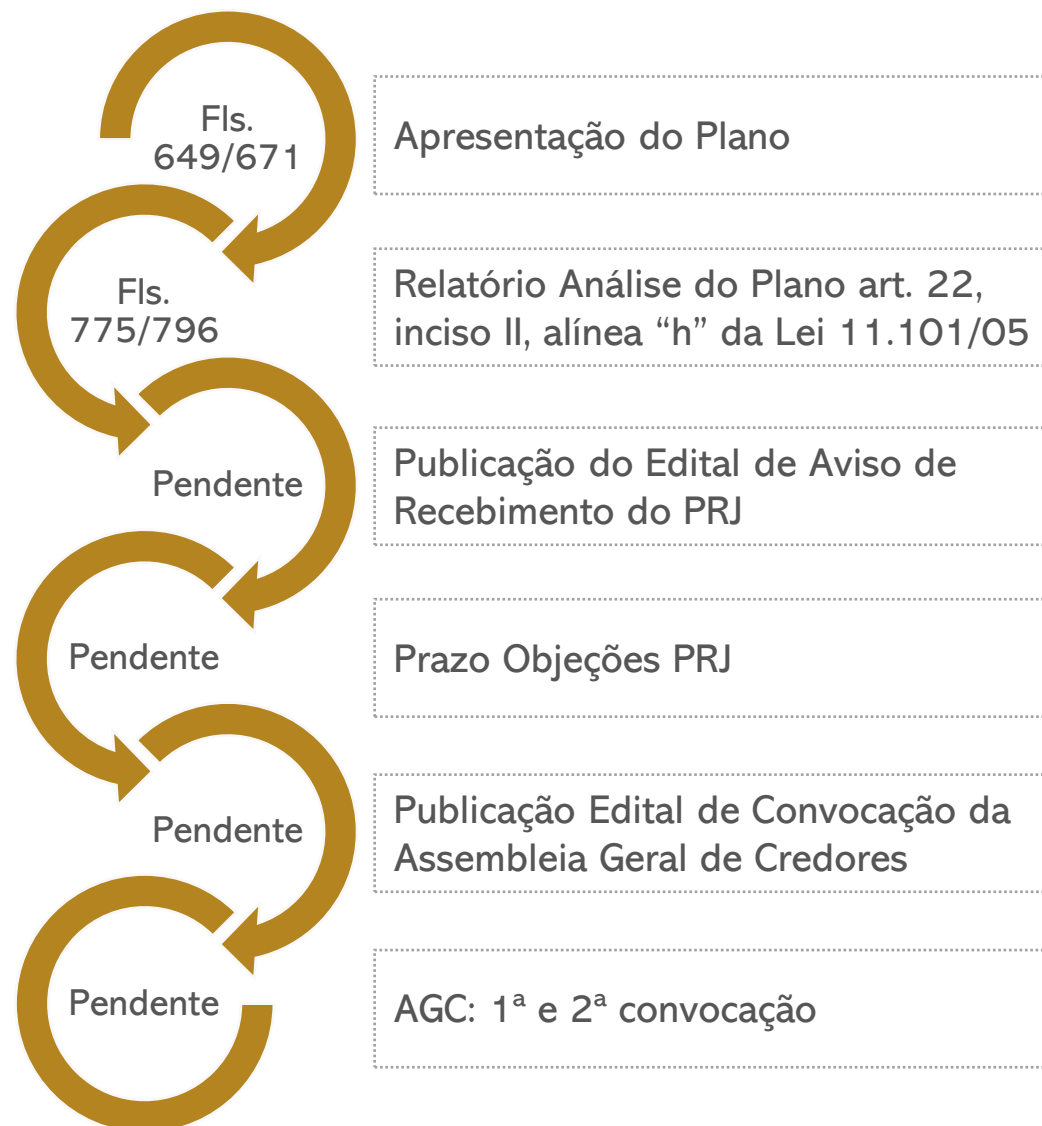 Fls.
649/671
Apresentação do Plano
Fls.
775/796
Relatório Análise do Plano art. 22,
inciso II, alínea “h” da Lei 11.101/05
Pendente
Publicação do Edital de Aviso de
Recebimento do PRJ
Pendente
Prazo Objeções PRJ
Pendente
Publicação Edital de Convocação da
Assembleia Geral de Credores
Pendente
AGC: 1ª e 2ª convocação